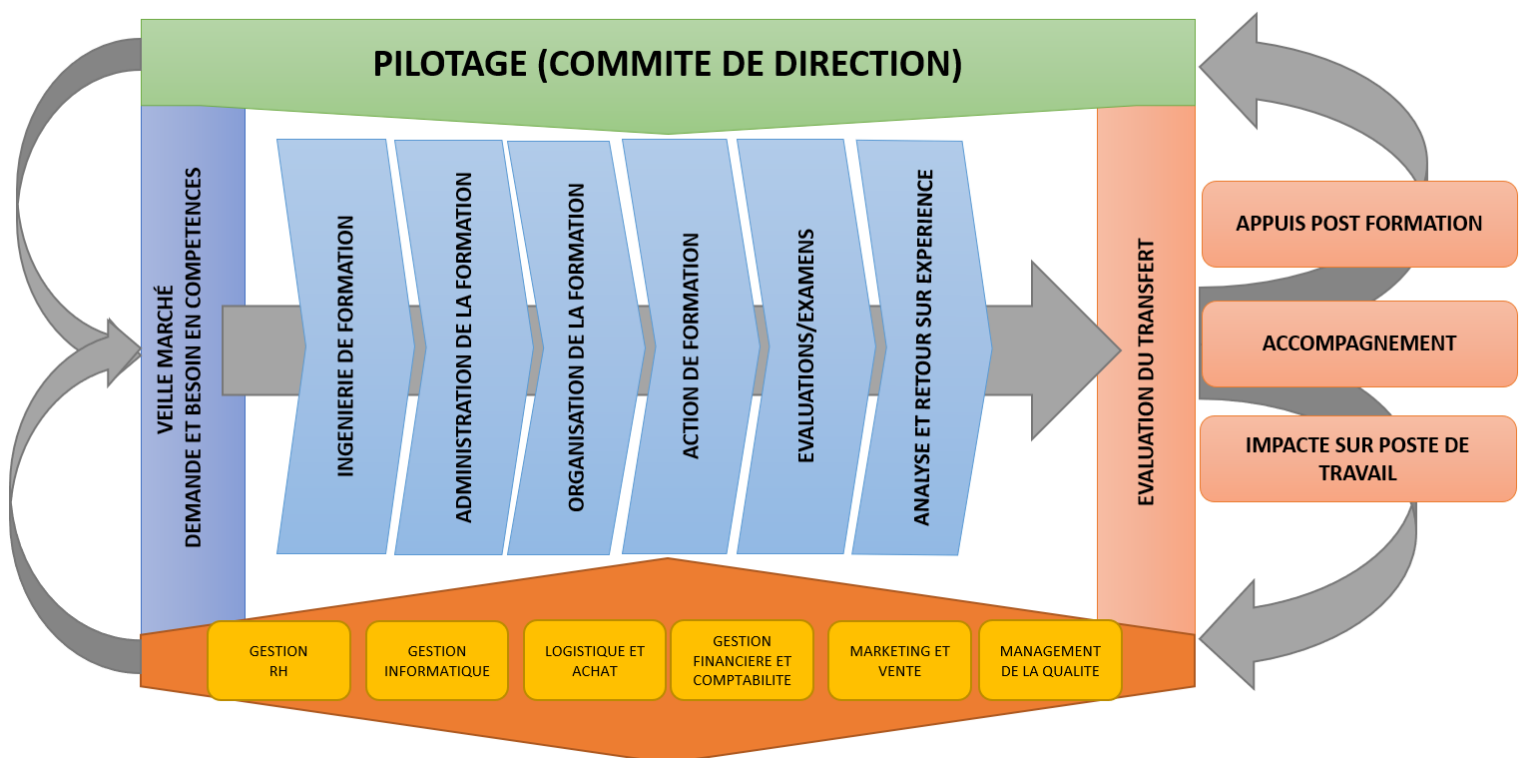 PILOTAGE (COMMITE DE DIRECTION)
VEILLE MARCHÉ
DEMANDE ET BESOIN EN COMPETENCES
INGENIERIE DE FORMATION
ADMINISTRATION DE LA FORMATION
ORGANISATION DE LA FORMATION
ACTION DE FORMATION
EVALUATIONS/EXAMENS
ANALYSE ET RETOUR SUR EXPERIENCE
EVALUATION DU TRANSFERT
APPUIS POST FORMATION
ACCOMPAGNEMENT
IMPACTE SUR POSTE DE
TRAVAIL
GESTION
RH
GESTION
INFORMATIQUE
LOGISTIQUE ET
ACHAT
GESTION
FINANCIERE ET
COMPTABILITE
MARKETING ET
VENTE
MANAGEMENT
DE LA QUALITE